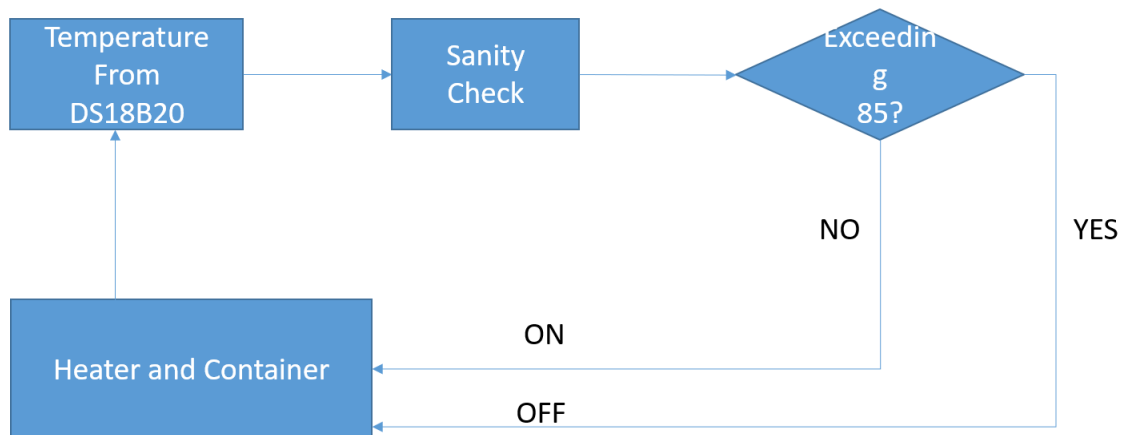 Temperature
From
DS18B20
Sanity
Check
Exceedin
g
85?
NO
YES
ON
Heater and Container
OFF